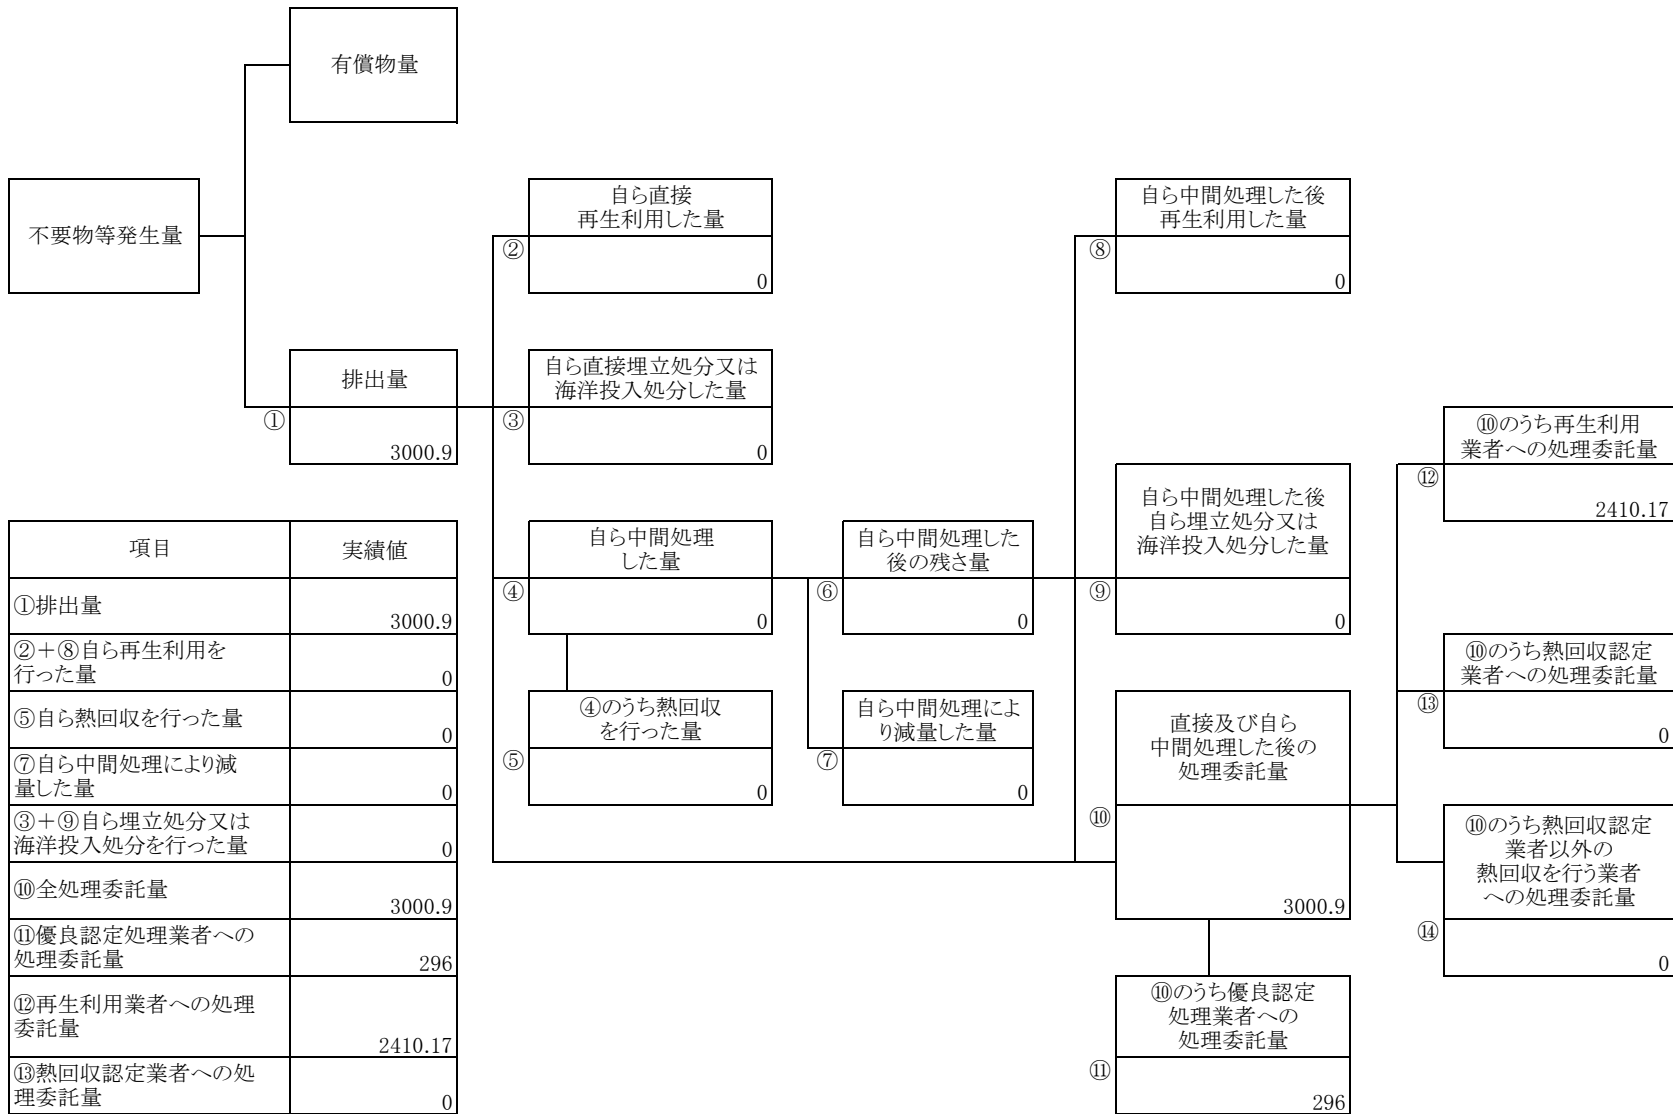 有償物量
不要物等発生量
自ら直接
再生利用した量
②
0
自ら中間処理した後
再生利用した量
⑧
0
排出量
①
3000.9
自ら直接埋立処分又は
海洋投入処分した量
③
0
⑩のうち再生利用
業者への処理委託量
⑫
2410.17
自ら中間処理
した量
④
0
自ら中間処理した
後の残さ量
⑥
0
自ら中間処理した後
自ら埋立処分又は
海洋投入処分した量
⑨
0
⑩のうち熱回収認定
業者への処理委託量
⑬
0
④のうち熱回収
を行った量
⑤
0
自ら中間処理によ
り減量した量
⑦
0
直接及び自ら
中間処理した後の
処理委託量
⑩
3000.9
⑩のうち熱回収認定
業者以外の
熱回収を行う業者
への処理委託量
⑭
0
⑩のうち優良認定
処理業者への
処理委託量
⑪
296
項目 実績値
①排出量 3000.9
②+⑧自ら再生利用を
行った量 0
⑤自ら熱回収を行った量 0
⑦自ら中間処理により減
量した量 0
③+⑨自ら埋立処分又は
海洋投入処分を行った量 0
⑩全処理委託量 3000.9
⑪優良認定処理業者への
処理委託量 296
⑫再生利用業者への処理
委託量 2410.17
⑬熱回収認定業者への処
理委託量 0